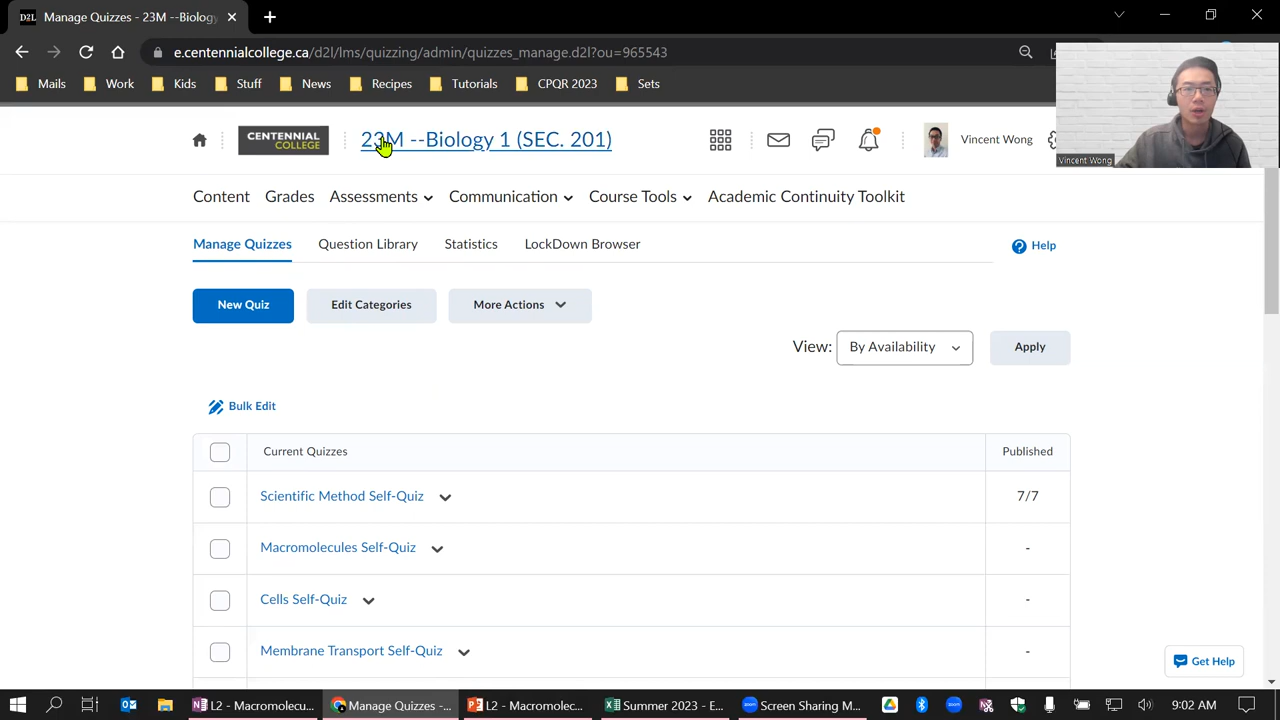 D2L Manage Quizzes - 23M --Biology
e.centennialcollege.ca/d2l/lms/quizzing/admin/quizzes_manage.d2l?ou=965543
Mails Work Kids Stuff News Recipes Tutorials CPQR 2023 Sets
CENTENNIAL COLLEGE 23M --Biology 1 (SEC. 201) Vincent Wong
Vincent Wong
Content Grades Assessments Communication Course Tools Academic Continuity Toolkit
Manage Quizzes Question Library Statistics LockDown Browser Help
New Quiz Edit Categories More Actions
View: By Availability Apply
Bulk Edit
Current Quizzes Published
Scientific Method Self-Quiz 7/7
Macromolecules Self-Quiz -
Cells Self-Quiz -
Membrane Transport Self-Quiz -
Get Help
L2 - Macromolecu... Manage Quizzes -... L2 - Macromolec... Summer 2023 - E... zoom Screen Sharing M... zoom 9:02 AM